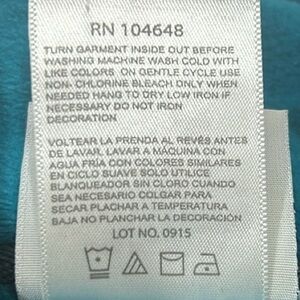 RN 104648
TURN GARMENT INSIDE OUT BEFORE
WASHING MACHINE WASH COLD WITH
LIKE COLORS ON GENTLE CYCLE USE
NON- CHLORINE BLEACH ONLY WHEN
NEEDED HANG TO DRY LOW IRON IF
NECESSARY DO NOT IRON
DECORATION
VOLTEAR LA PRENDA AL REVÉS ANTES
DE LAVAR. LAVAR A MÁQUINA CON
AGUA FRÍA CON COLORES SIMILARES
EN CICLO SUAVE SOLO UTILICE
BLANQUEADOR SIN CLORO CUANDO
SEA NECESARIO COLGAR PARA
SECAR PLACHAR A TEMPERATURA
BAJA NO PLANCHAR LA DECORACIÓN
LOT NO. 0915